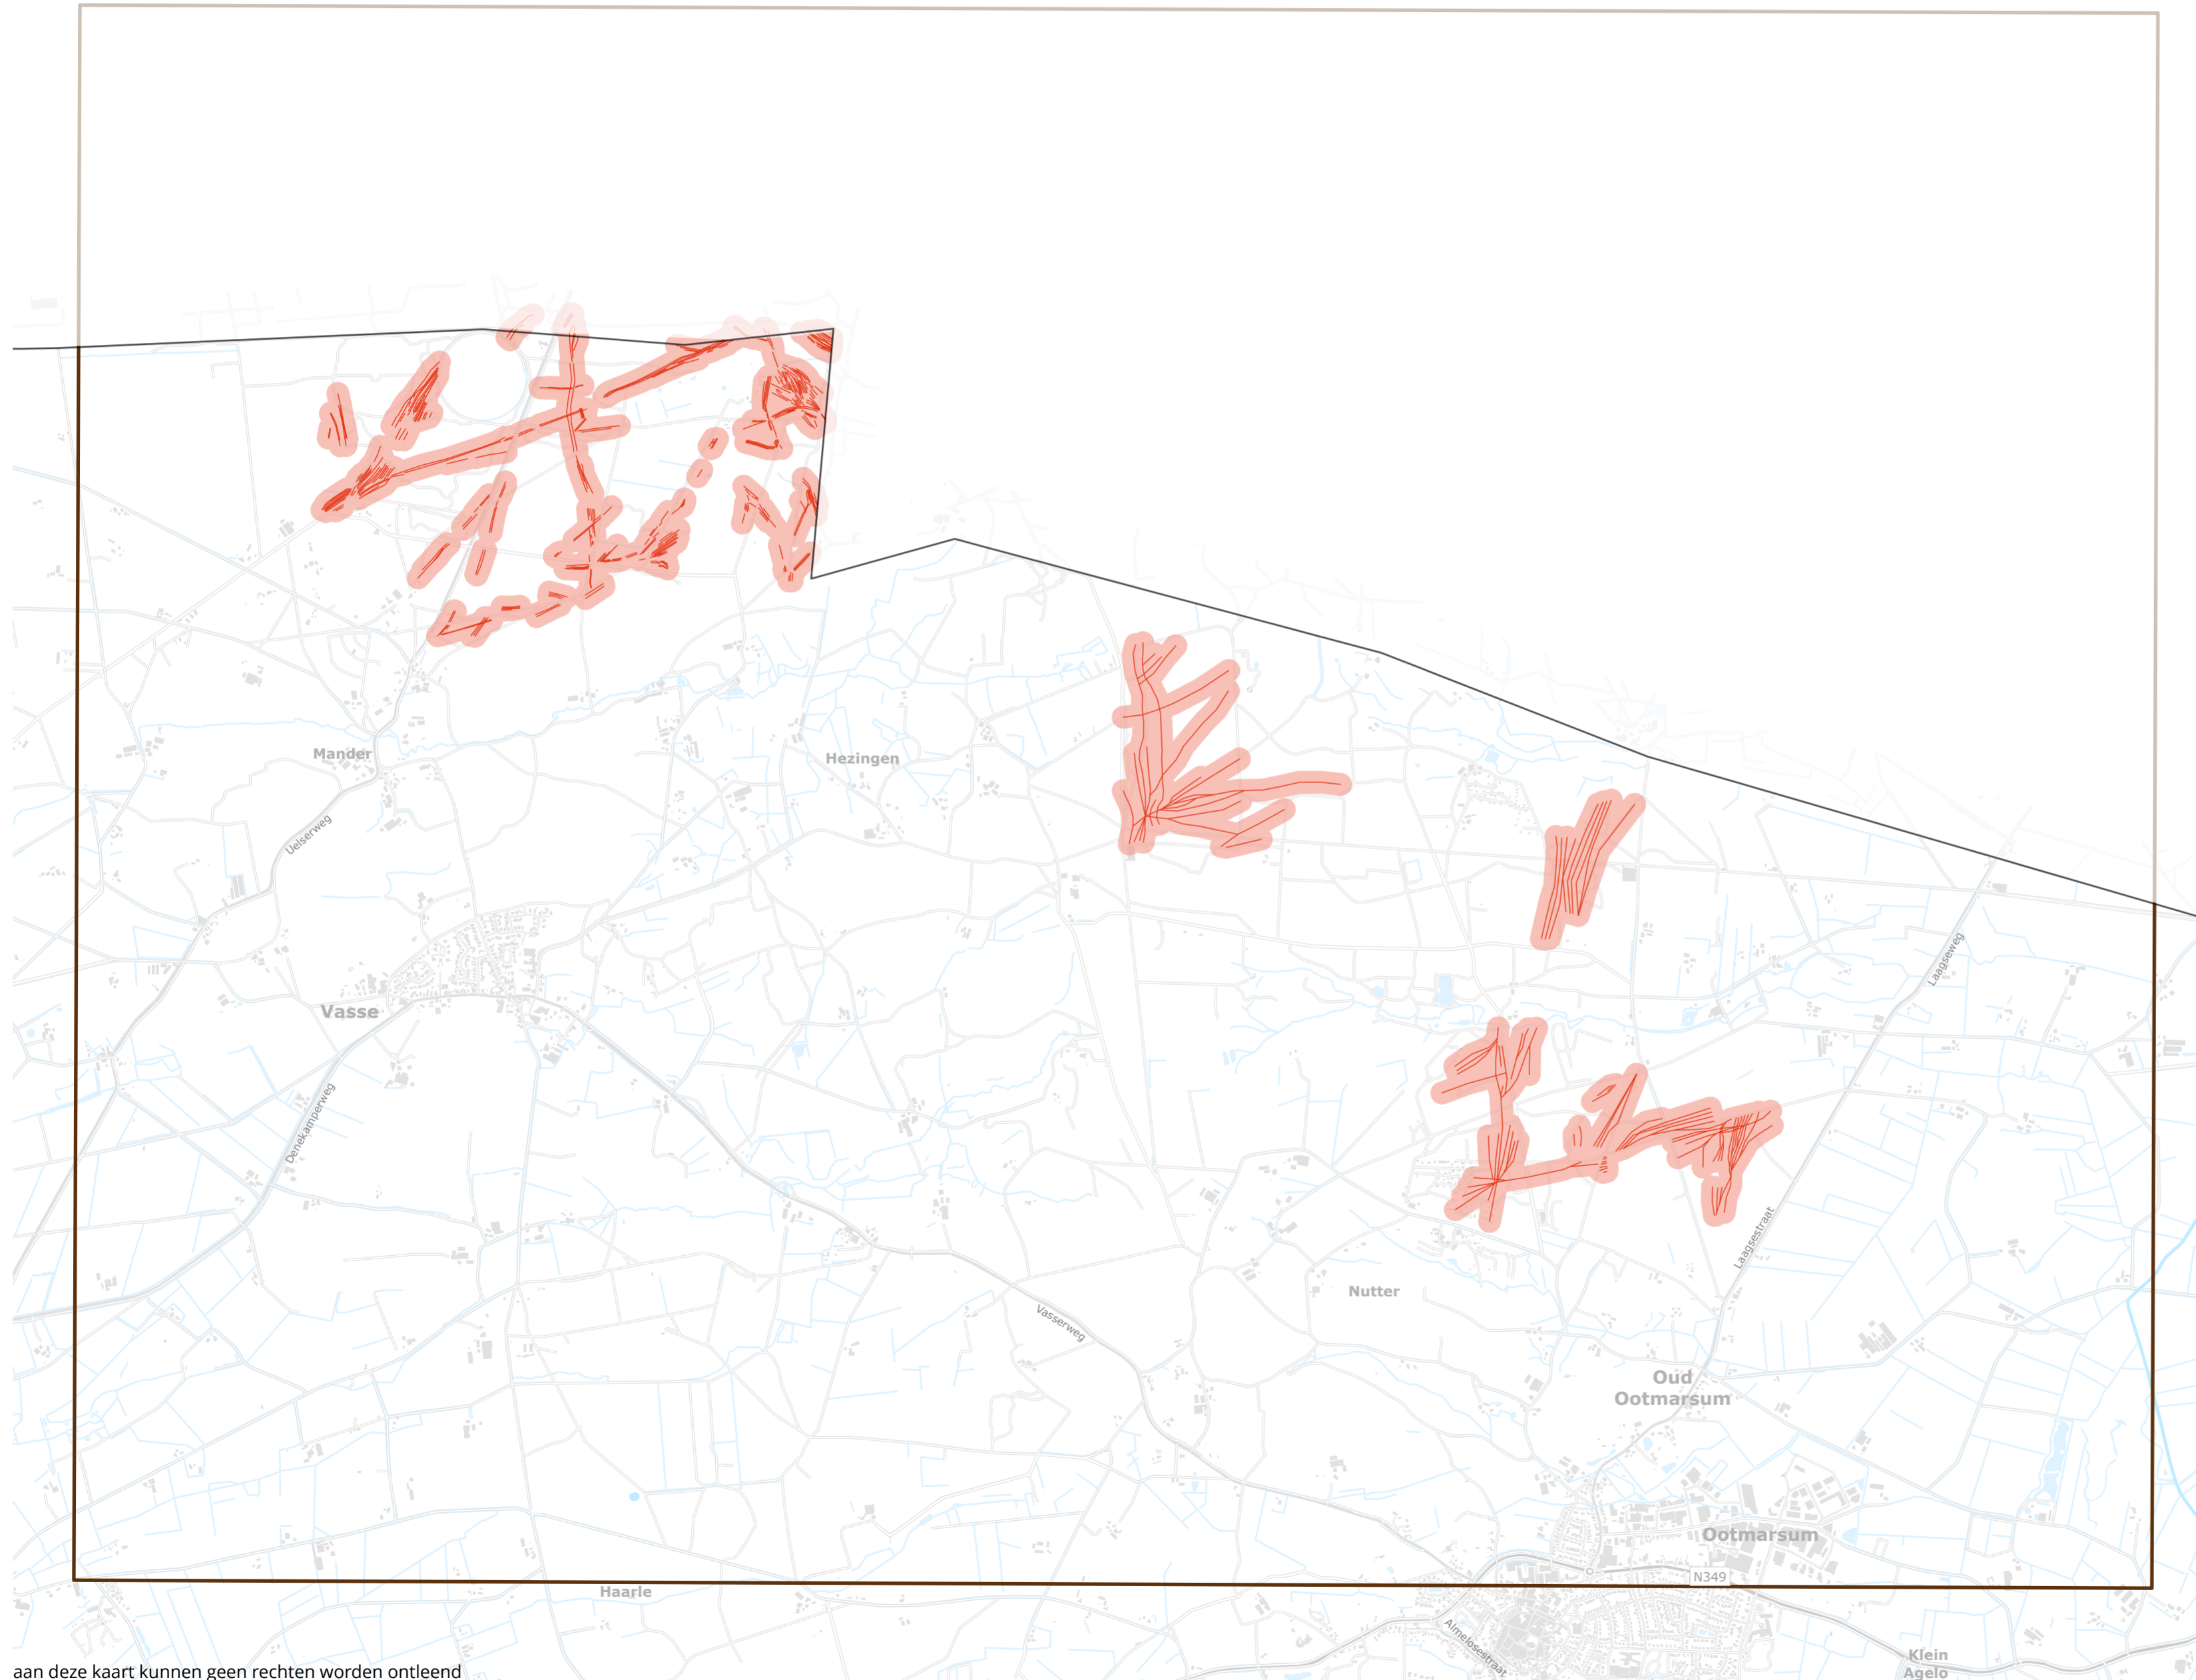 Mander
Hezingen
Uelserweg
Laagseweg
Vasse
Denekamperweg
Laagsestraat
Nutter
Vasserweg
Oud
Ootmarsum
Ootmarsum
N349
Haarle
Almelosestraat
Klein
Agelo
aan deze kaart kunnen geen rechten worden ontleend